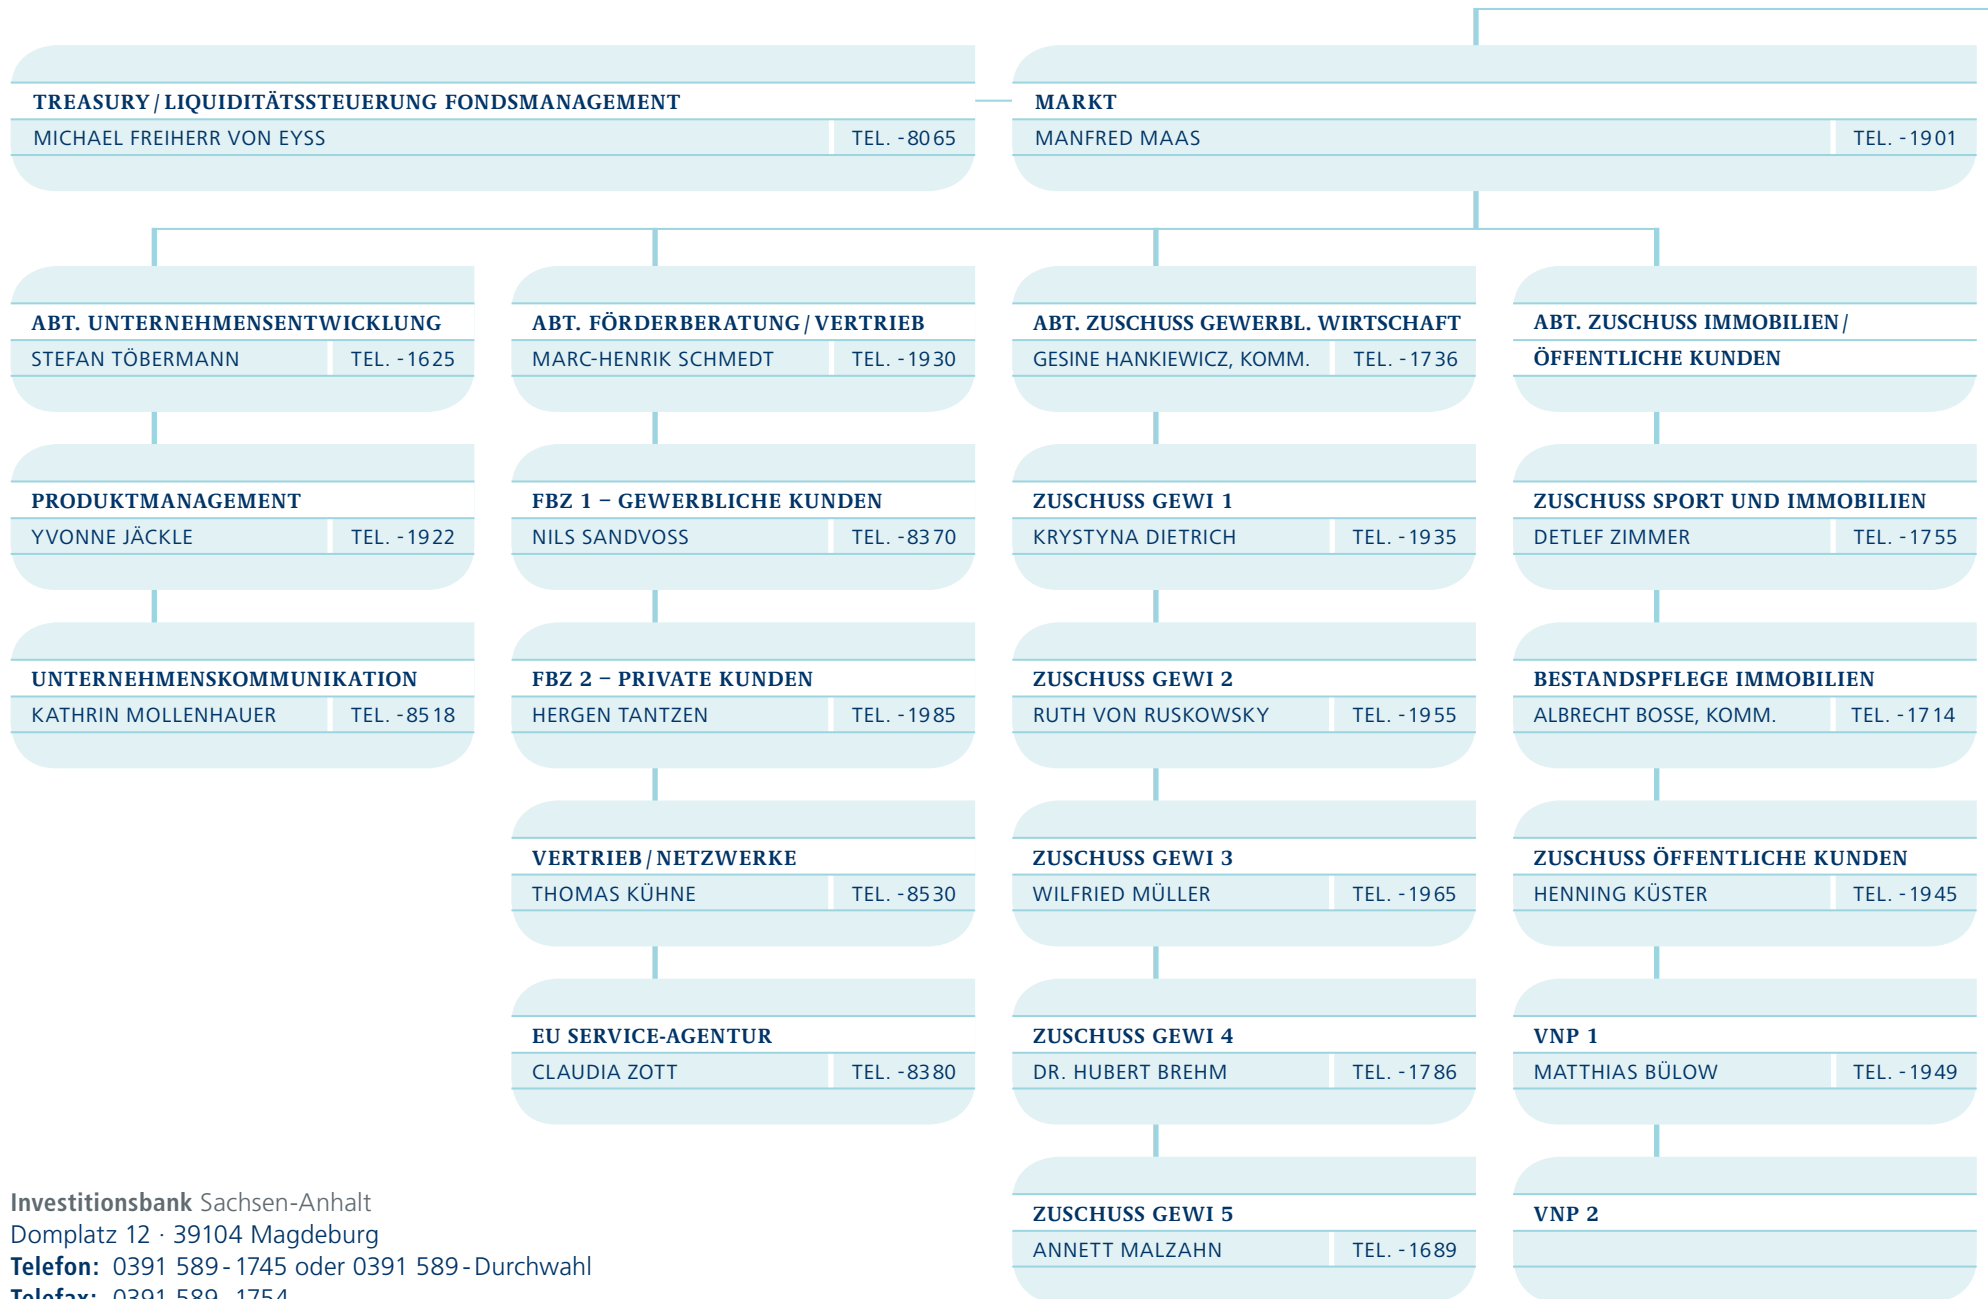 TREASURY / LIQUIDITÄTSSTEUERUNG FONDSMANAGEMENT
MICHAEL FREIHERR VON EYSS TEL. -8065
MARKT
MANFRED MAAS TEL. -1901
ABT. UNTERNEHMENSENTWICKLUNG
STEFAN TÖBERMANN TEL. -1625
PRODUKTMANAGEMENT
YVONNE JÄCKLE TEL. -1922
UNTERNEHMENSKOMMUNIKATION
KATHRIN MOLLENHAUER TEL. -8518
ABT. FÖRDERBERATUNG / VERTRIEB
MARC-HENRIK SCHMEDT TEL. -1930
FBZ 1 – GEWERBLICHE KUNDEN
NILS SANDVOSS TEL. -8370
FBZ 2 – PRIVATE KUNDEN
HERGEN TANTZEN TEL. -1985
VERTRIEB / NETZWERKE
THOMAS KÜHNE TEL. -8530
EU SERVICE-AGENTUR
CLAUDIA ZOTT TEL. -8380
ABT. ZUSCHUSS GEWERBL. WIRTSCHAFT
GESINE HANKIEWICZ, KOMM. TEL. -1736
ZUSCHUSS GEWI 1
KRYSTYNA DIETRICH TEL. -1935
ZUSCHUSS GEWI 2
RUTH VON RUSKOWSKY TEL. -1955
ZUSCHUSS GEWI 3
WILFRIED MÜLLER TEL. -1965
ZUSCHUSS GEWI 4
DR. HUBERT BREHM TEL. -1786
ZUSCHUSS GEWI 5
ANNETT MALZAHN TEL. -1689
ABT. ZUSCHUSS IMMOBILIEN /
ÖFFENTLICHE KUNDEN
ZUSCHUSS SPORT UND IMMOBILIEN
DETLEF ZIMMER TEL. -1755
BESTANDSPFLEGE IMMOBILIEN
ALBRECHT BOSSE, KOMM. TEL. -1714
ZUSCHUSS ÖFFENTLICHE KUNDEN
HENNING KÜSTER TEL. -1945
VNP 1
MATTHIAS BÜLOW TEL. -1949
VNP 2
Investitionsbank Sachsen-Anhalt
Domplatz 12 · 39104 Magdeburg
Telefon: 0391 589-1745 oder 0391 589-Durchwahl
Telefax: 0391 589-1754